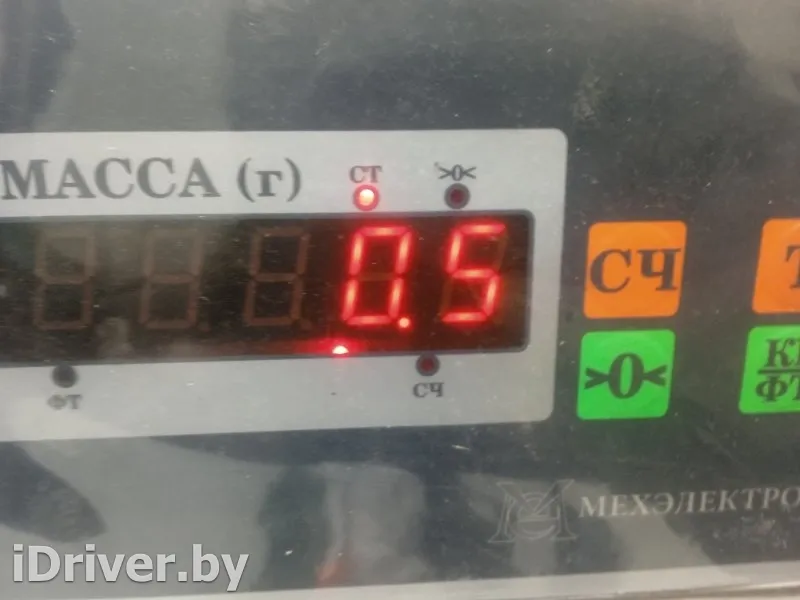 МАССА (г)
СТ
>0<
0.5
ФТ
СЧ
СЧ
>0<
МЕХЭЛЕКТРО
iDriver.by